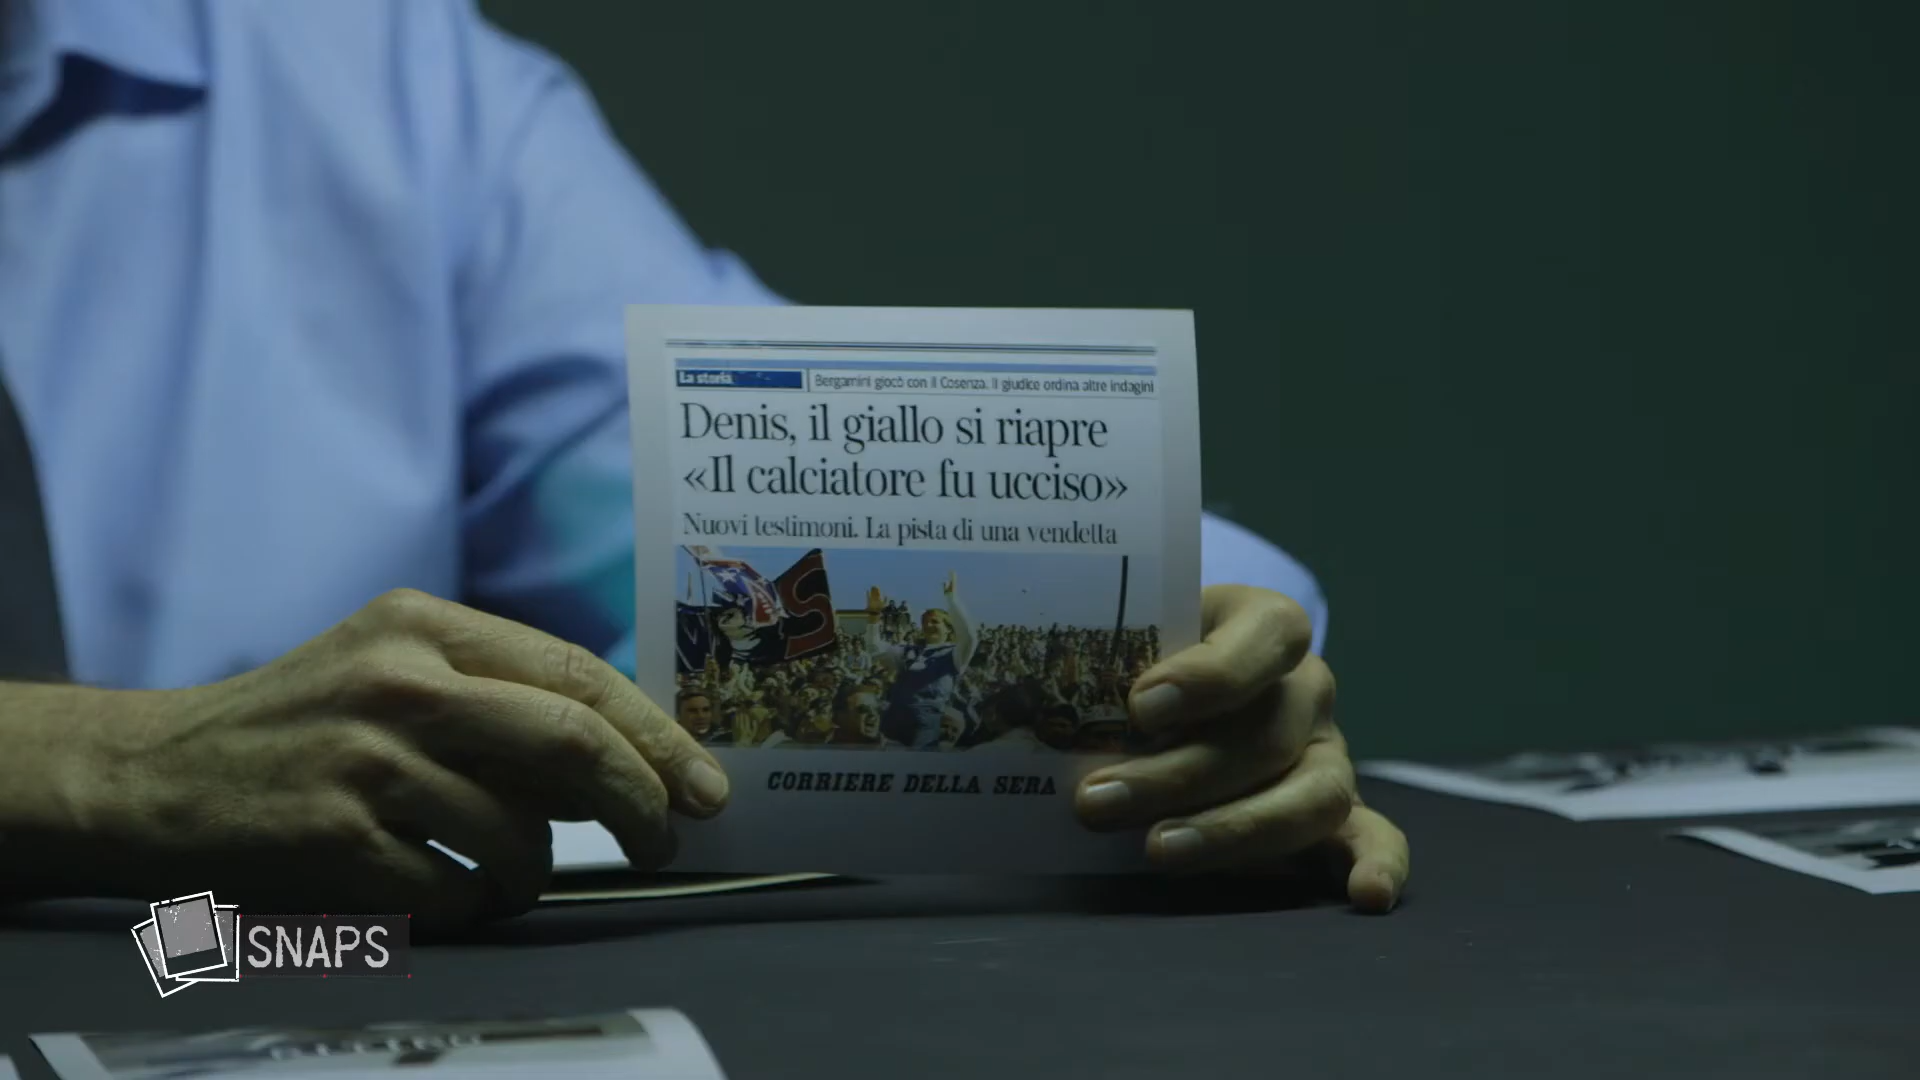 La storia
Bergamini giocò con il Cosenza. Il giudice ordina altre indagini
Denis, il giallo si riapre
«Il calciatore fu ucciso»
Nuovi testimoni. La pista di una vendetta
S
CORRIERE DELLA SERA
SNAPS